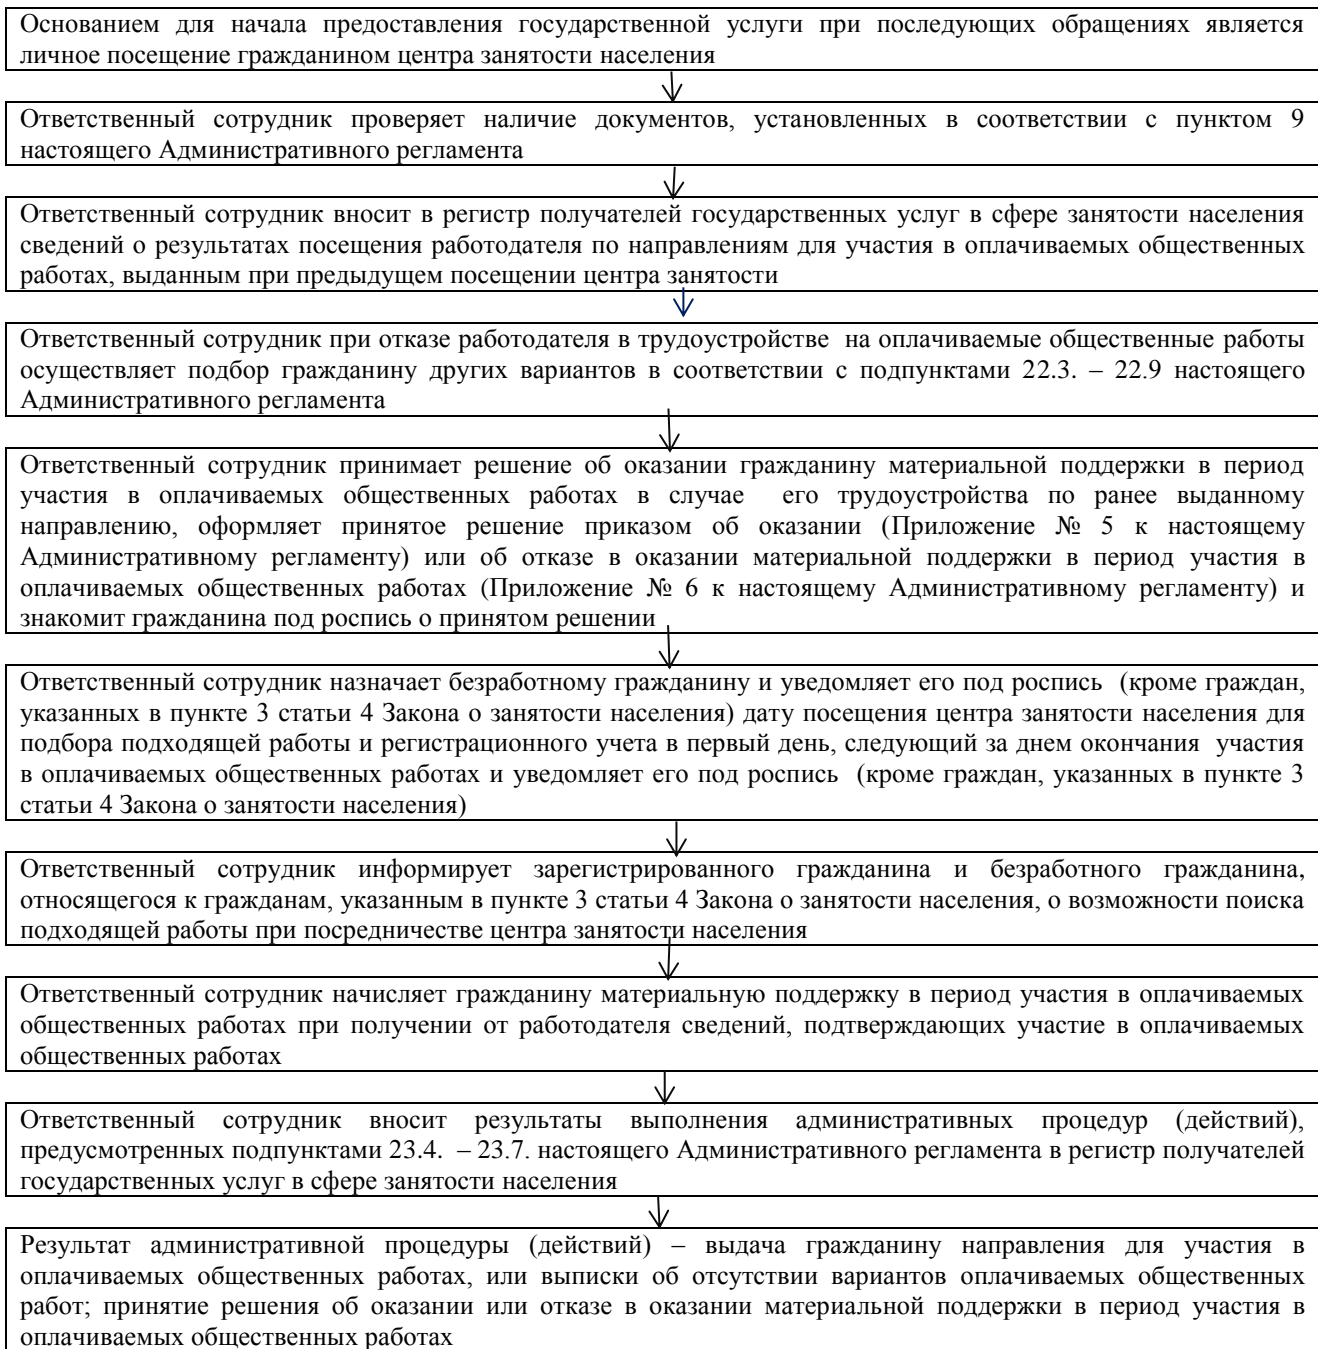 Основанием для начала предоставления государственной услуги при последующих обращениях является
личное посещение гражданином центра занятости населения
Ответственный сотрудник проверяет наличие документов, установленных в соответствии с пунктом 9
настоящего Административного регламента
Ответственный сотрудник вносит в регистр получателей государственных услуг в сфере занятости населения
сведений о результатах посещения работодателя по направлениям для участия в оплачиваемых общественных
работах, выданным при предыдущем посещении центра занятости
Ответственный сотрудник при отказе работодателя в трудоустройстве на оплачиваемые общественные работы
осуществляет подбор гражданину других вариантов в соответствии с подпунктами 22.3. – 22.9 настоящего
Административного регламента
Ответственный сотрудник принимает решение об оказании гражданину материальной поддержки в период
участия в оплачиваемых общественных работах в случае его трудоустройства по ранее выданному
направлению, оформляет принятое решение приказом об оказании (Приложение № 5 к настоящему
Административному регламенту) или об отказе в оказании материальной поддержки в период участия в
оплачиваемых общественных работах (Приложение № 6 к настоящему Административному регламенту) и
знакомит гражданина под роспись о принятом решении
Ответственный сотрудник назначает безработному гражданину и уведомляет его под роспись (кроме граждан,
указанных в пункте 3 статьи 4 Закона о занятости населения) дату посещения центра занятости населения для
подбора подходящей работы и регистрационного учета в первый день, следующий за днем окончания участия
в оплачиваемых общественных работах и уведомляет его под роспись (кроме граждан, указанных в пункте 3
статьи 4 Закона о занятости населения)
Ответственный сотрудник информирует зарегистрированного гражданина и безработного гражданина,
относящегося к гражданам, указанным в пункте 3 статьи 4 Закона о занятости населения, о возможности поиска
подходящей работы при посредничестве центра занятости населения
Ответственный сотрудник начисляет гражданину материальную поддержку в период участия в оплачиваемых
общественных работах при получении от работодателя сведений, подтверждающих участие в оплачиваемых
общественных работах
Ответственный сотрудник вносит результаты выполнения административных процедур (действий),
предусмотренных подпунктами 23.4. – 23.7. настоящего Административного регламента в регистр получателей
государственных услуг в сфере занятости населения
Результат административной процедуры (действий) – выдача гражданину направления для участия в
оплачиваемых общественных работах, или выписки об отсутствии вариантов оплачиваемых общественных
работ; принятие решения об оказании или отказе в оказании материальной поддержки в период участия в
оплачиваемых общественных работах